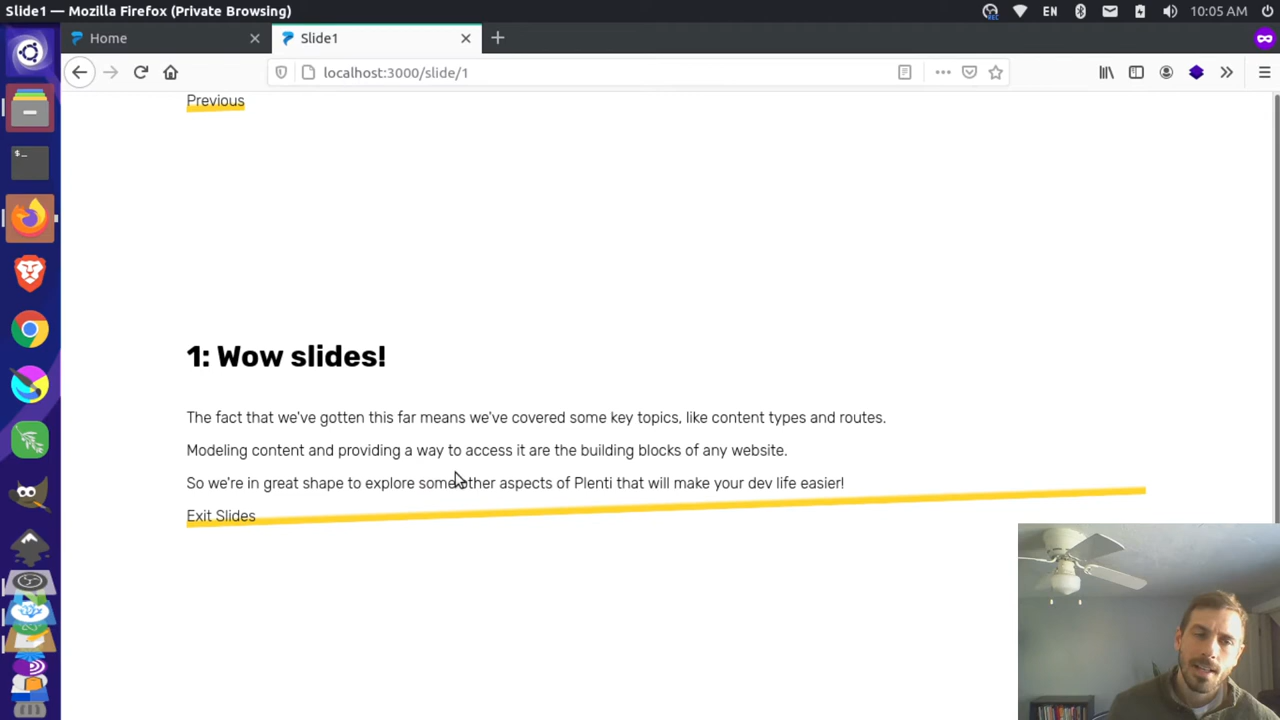 Slide1 — Mozilla Firefox (Private Browsing)
EN
10:05 AM
Home
Slide1
localhost:3000/slide/1
Previous
1: Wow slides!
The fact that we've gotten this far means we've covered some key topics, like content types and routes.
Modeling content and providing a way to access it are the building blocks of any website.
So we're in great shape to explore some other aspects of Plenti that will make your dev life easier!
Exit Slides